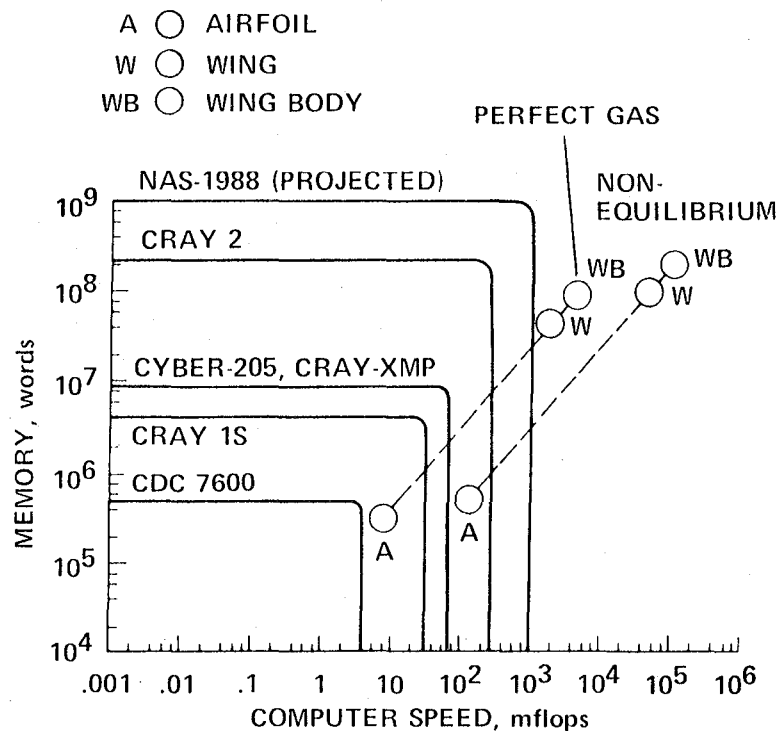 A ○ AIRFOIL
W ○ WING
WB ○ WING BODY
PERFECT GAS
NON-
EQUILIBRIUM
NAS-1988 (PROJECTED)
CRAY 2
CYBER-205, CRAY-XMP
CRAY 1S
CDC 7600
WB
W
A
WB
W
A
MEMORY, words
10⁹
10⁸
10⁷
10⁶
10⁵
10⁴
.001 .01 .1 1 10 10² 10³ 10⁴ 10⁵ 10⁶
COMPUTER SPEED, mflops